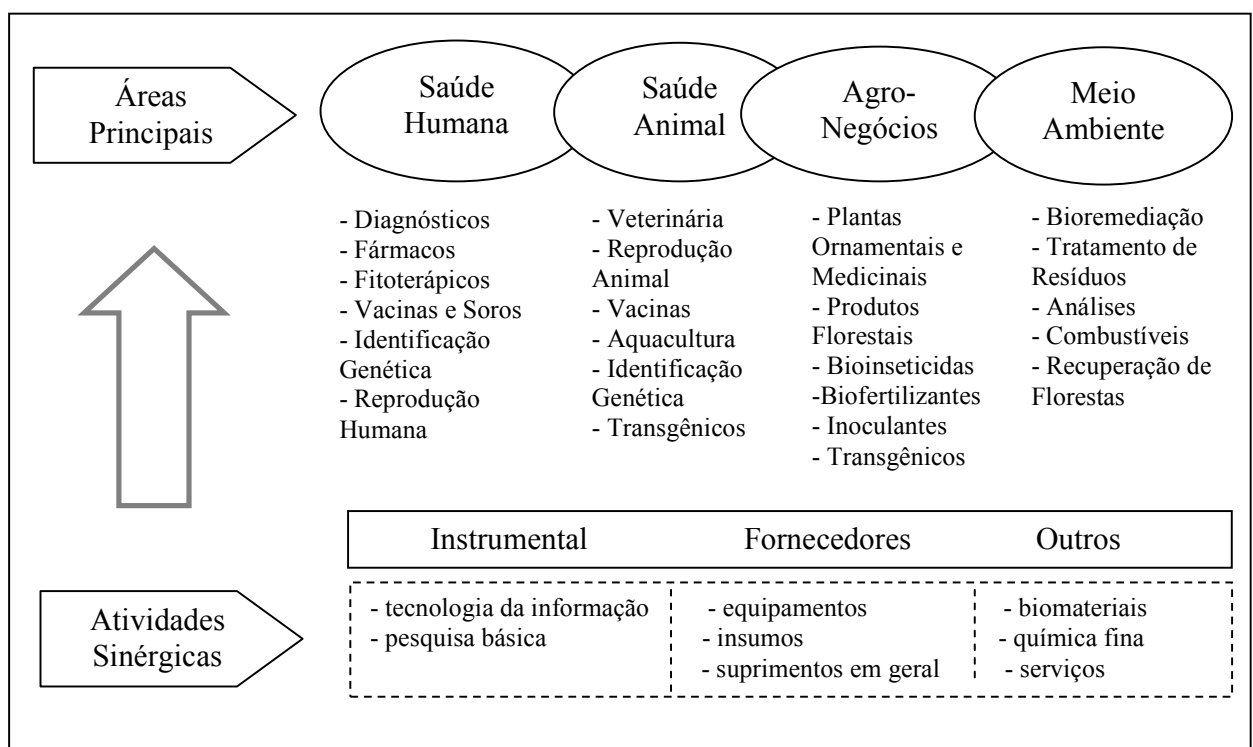 Áreas
Principais
Saúde
Humana
Saúde
Animal
Agro-
Negócios
Meio
Ambiente
- Diagnósticos
- Fármacos
- Fitoterápicos
- Vacinas e Soros
- Identificação
Genética
- Reprodução
Humana
- Veterinária
- Reprodução
Animal
- Vacinas
- Aquacultura
- Identificação
Genética
- Transgênicos
- Plantas
Ornamentais e
Medicinais
- Produtos
Florestais
- Bioinseticidas
-Biofertilizantes
- Inoculantes
- Transgênicos
- Bioremediação
- Tratamento de
Resíduos
- Análises
- Combustíveis
- Recuperação de
Florestas
Instrumental
Fornecedores
Outros
Atividades
Sinérgicas
- tecnologia da informação
- pesquisa básica
- equipamentos
- insumos
- suprimentos em geral
- biomateriais
- química fina
- serviços